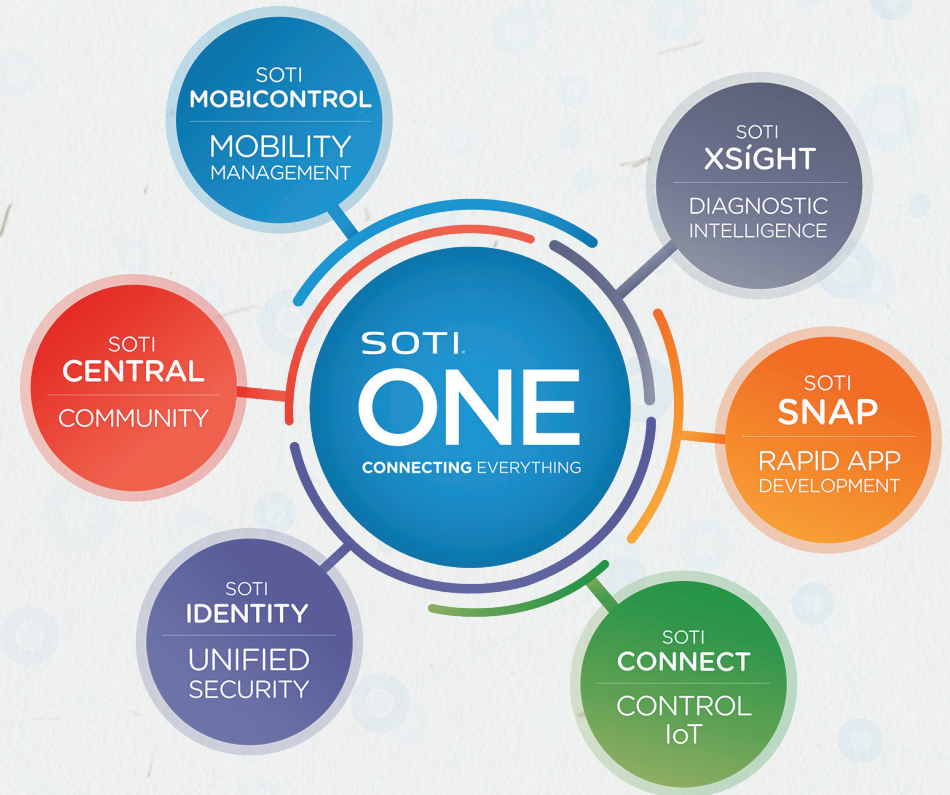 SOTI
MOBICONTROL
MOBILITY
MANAGEMENT
SOTI
XSíGHT
DIAGNOSTIC
INTELLIGENCE
SOTI
CENTRAL
COMMUNITY
SOTI.
ONE
CONNECTING EVERYTHING
SOTI
SNAP
RAPID APP
DEVELOPMENT
SOTI
IDENTITY
UNIFIED
SECURITY
SOTI
CONNECT
CONTROL
IoT